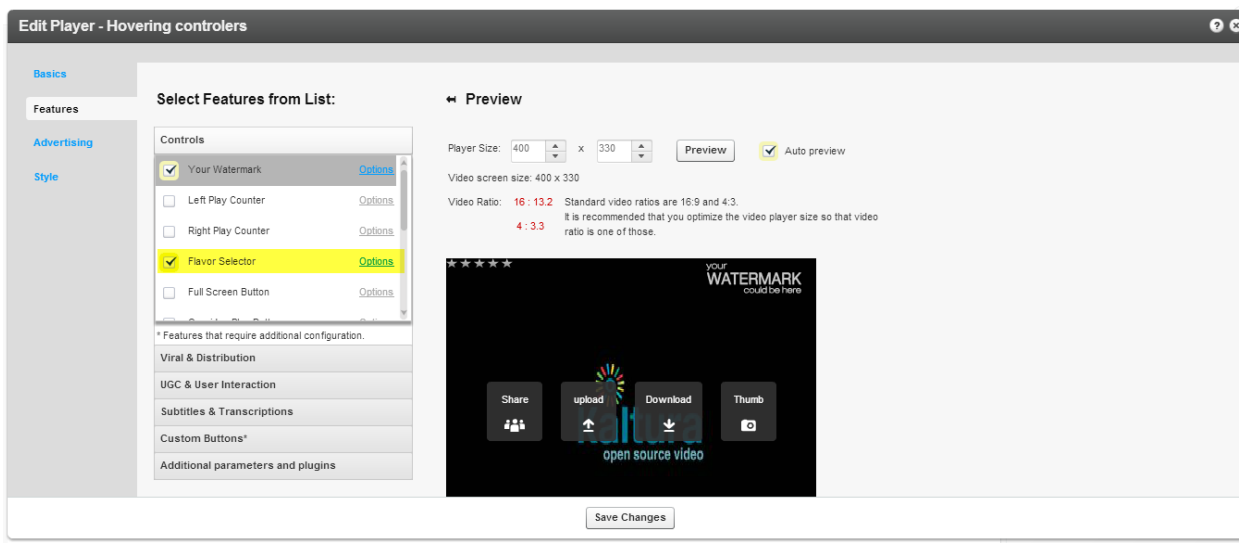 Edit Player - Hovering controlers
Basics
Features
Advertising
Style
Select Features from List:
Controls
Your Watermark Options
Left Play Counter Options
Right Play Counter Options
Flavor Selector Options
Full Screen Button Options
* Features that require additional configuration.
Viral & Distribution
UGC & User Interaction
Subtitles & Transcriptions
Custom Buttons*
Additional parameters and plugins
Preview
Player Size: 400 x 330 Preview Auto preview
Video screen size: 400 x 330
Video Ratio: 16 : 13.2 Standard video ratios are 16:9 and 4:3.
It is recommended that you optimize the video player size so that video
4 : 3.3 ratio is one of those.
your
WATERMARK
could be here
Share upload Download Thumb
Kaltura
open source video
Save Changes